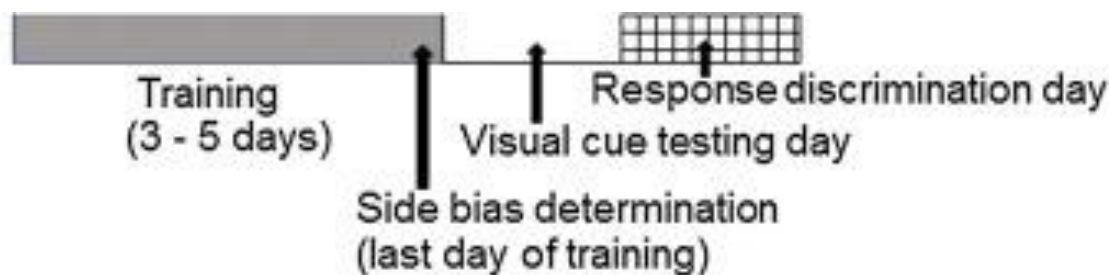 Training
(3 - 5 days)
Response discrimination day
Visual cue testing day
Side bias determination
(last day of training)